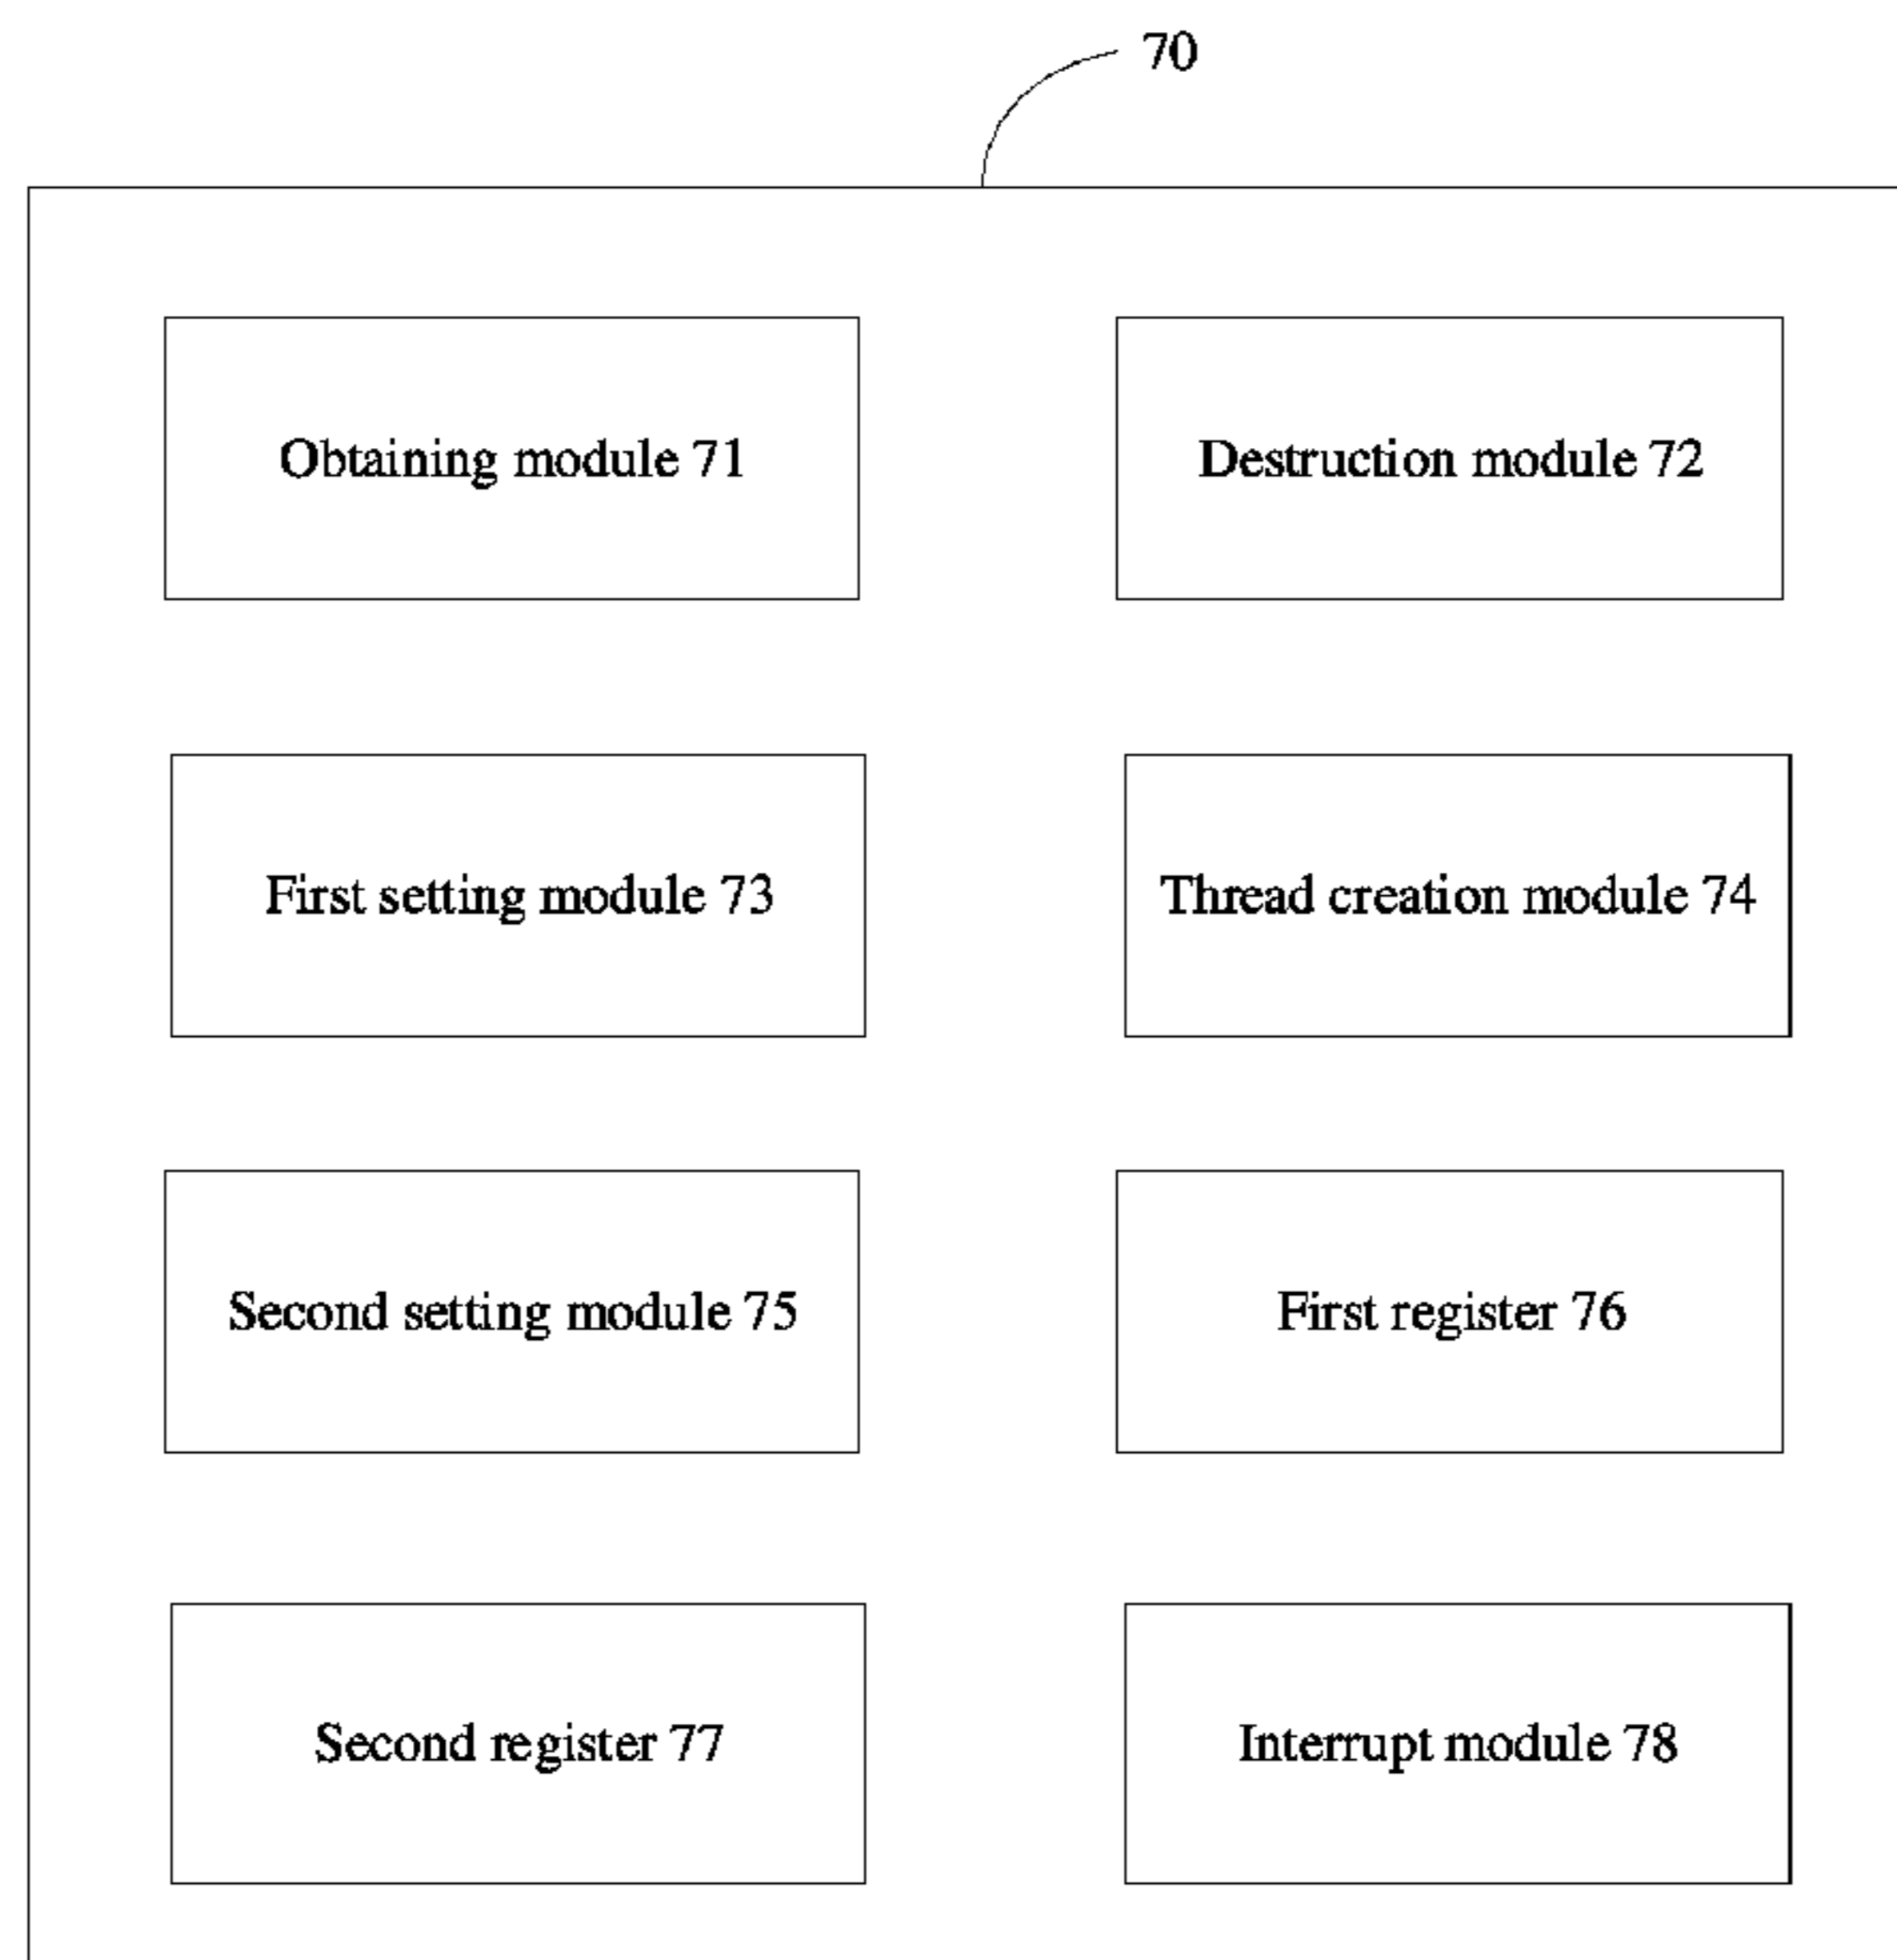 70
Obtaining module 71
Destruction module 72
First setting module 73
Thread creation module 74
Second setting module 75
First register 76
Second register 77
Interrupt module 78